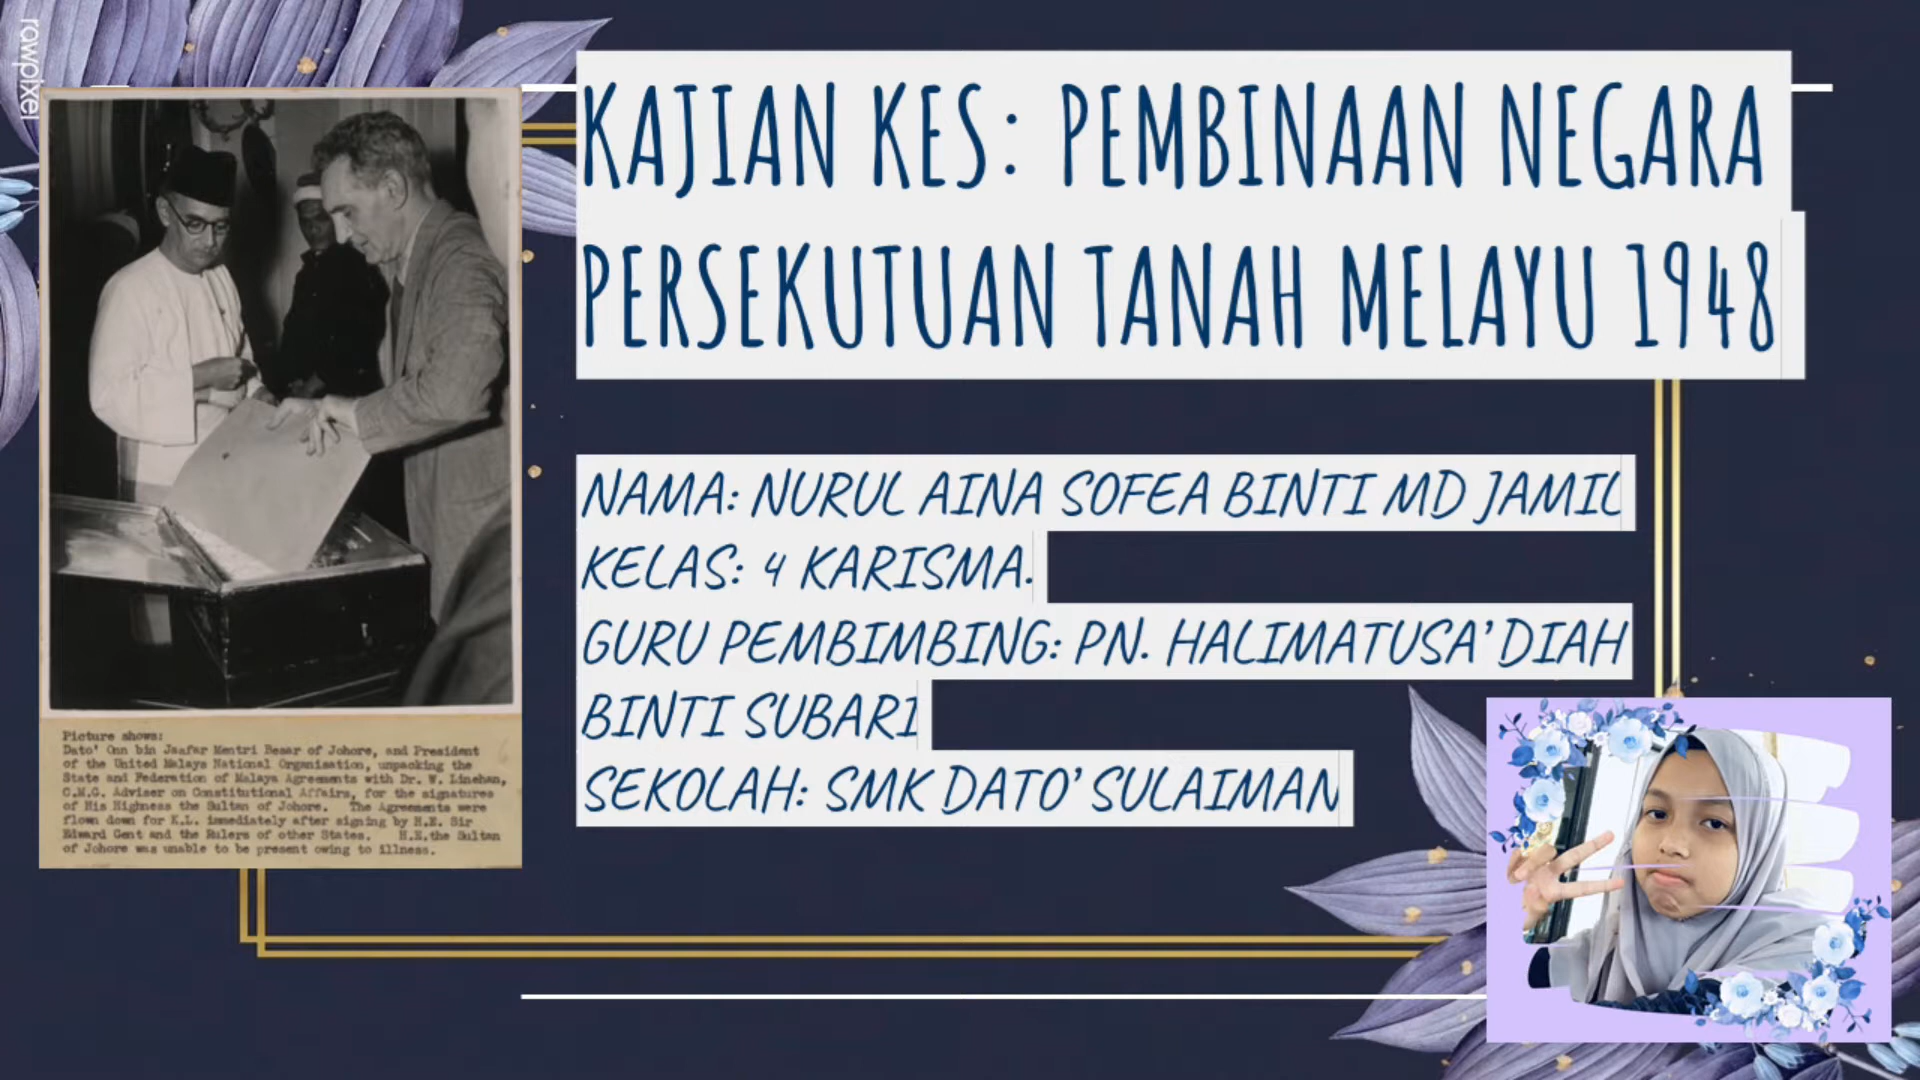 rawpixel
KAJIAN KES: PEMBINAAN NEGARA
PERSEKUTUAN TANAH MELAYU 1948
NAMA: NURUL AINA SOFEA BINTI MD JAMIL
KELAS: 4 KARISMA.
GURU PEMBIMBING: PN. HALIMATUSA'DIAH
BINTI SUBARI
SEKOLAH: SMK DATO' SULAIMAN
Picture shows:
Dato' Onn bin Jaafar Mentri Besar of Johore, and President
of the United Malays National Organisation, unpacking the
State and Federation of Malaya Agreements with Dr. W. Linehan,
C.M.G. Adviser on Constitutional Affairs, for the signatures
of His Highness the Sultan of Johore. The Agreements were
flown down for K.L. immediately after signing by H.E. Sir
Edward Gent and the Rulers of other States. H.H.the Sultan
of Johore was unable to be present owing to illness.